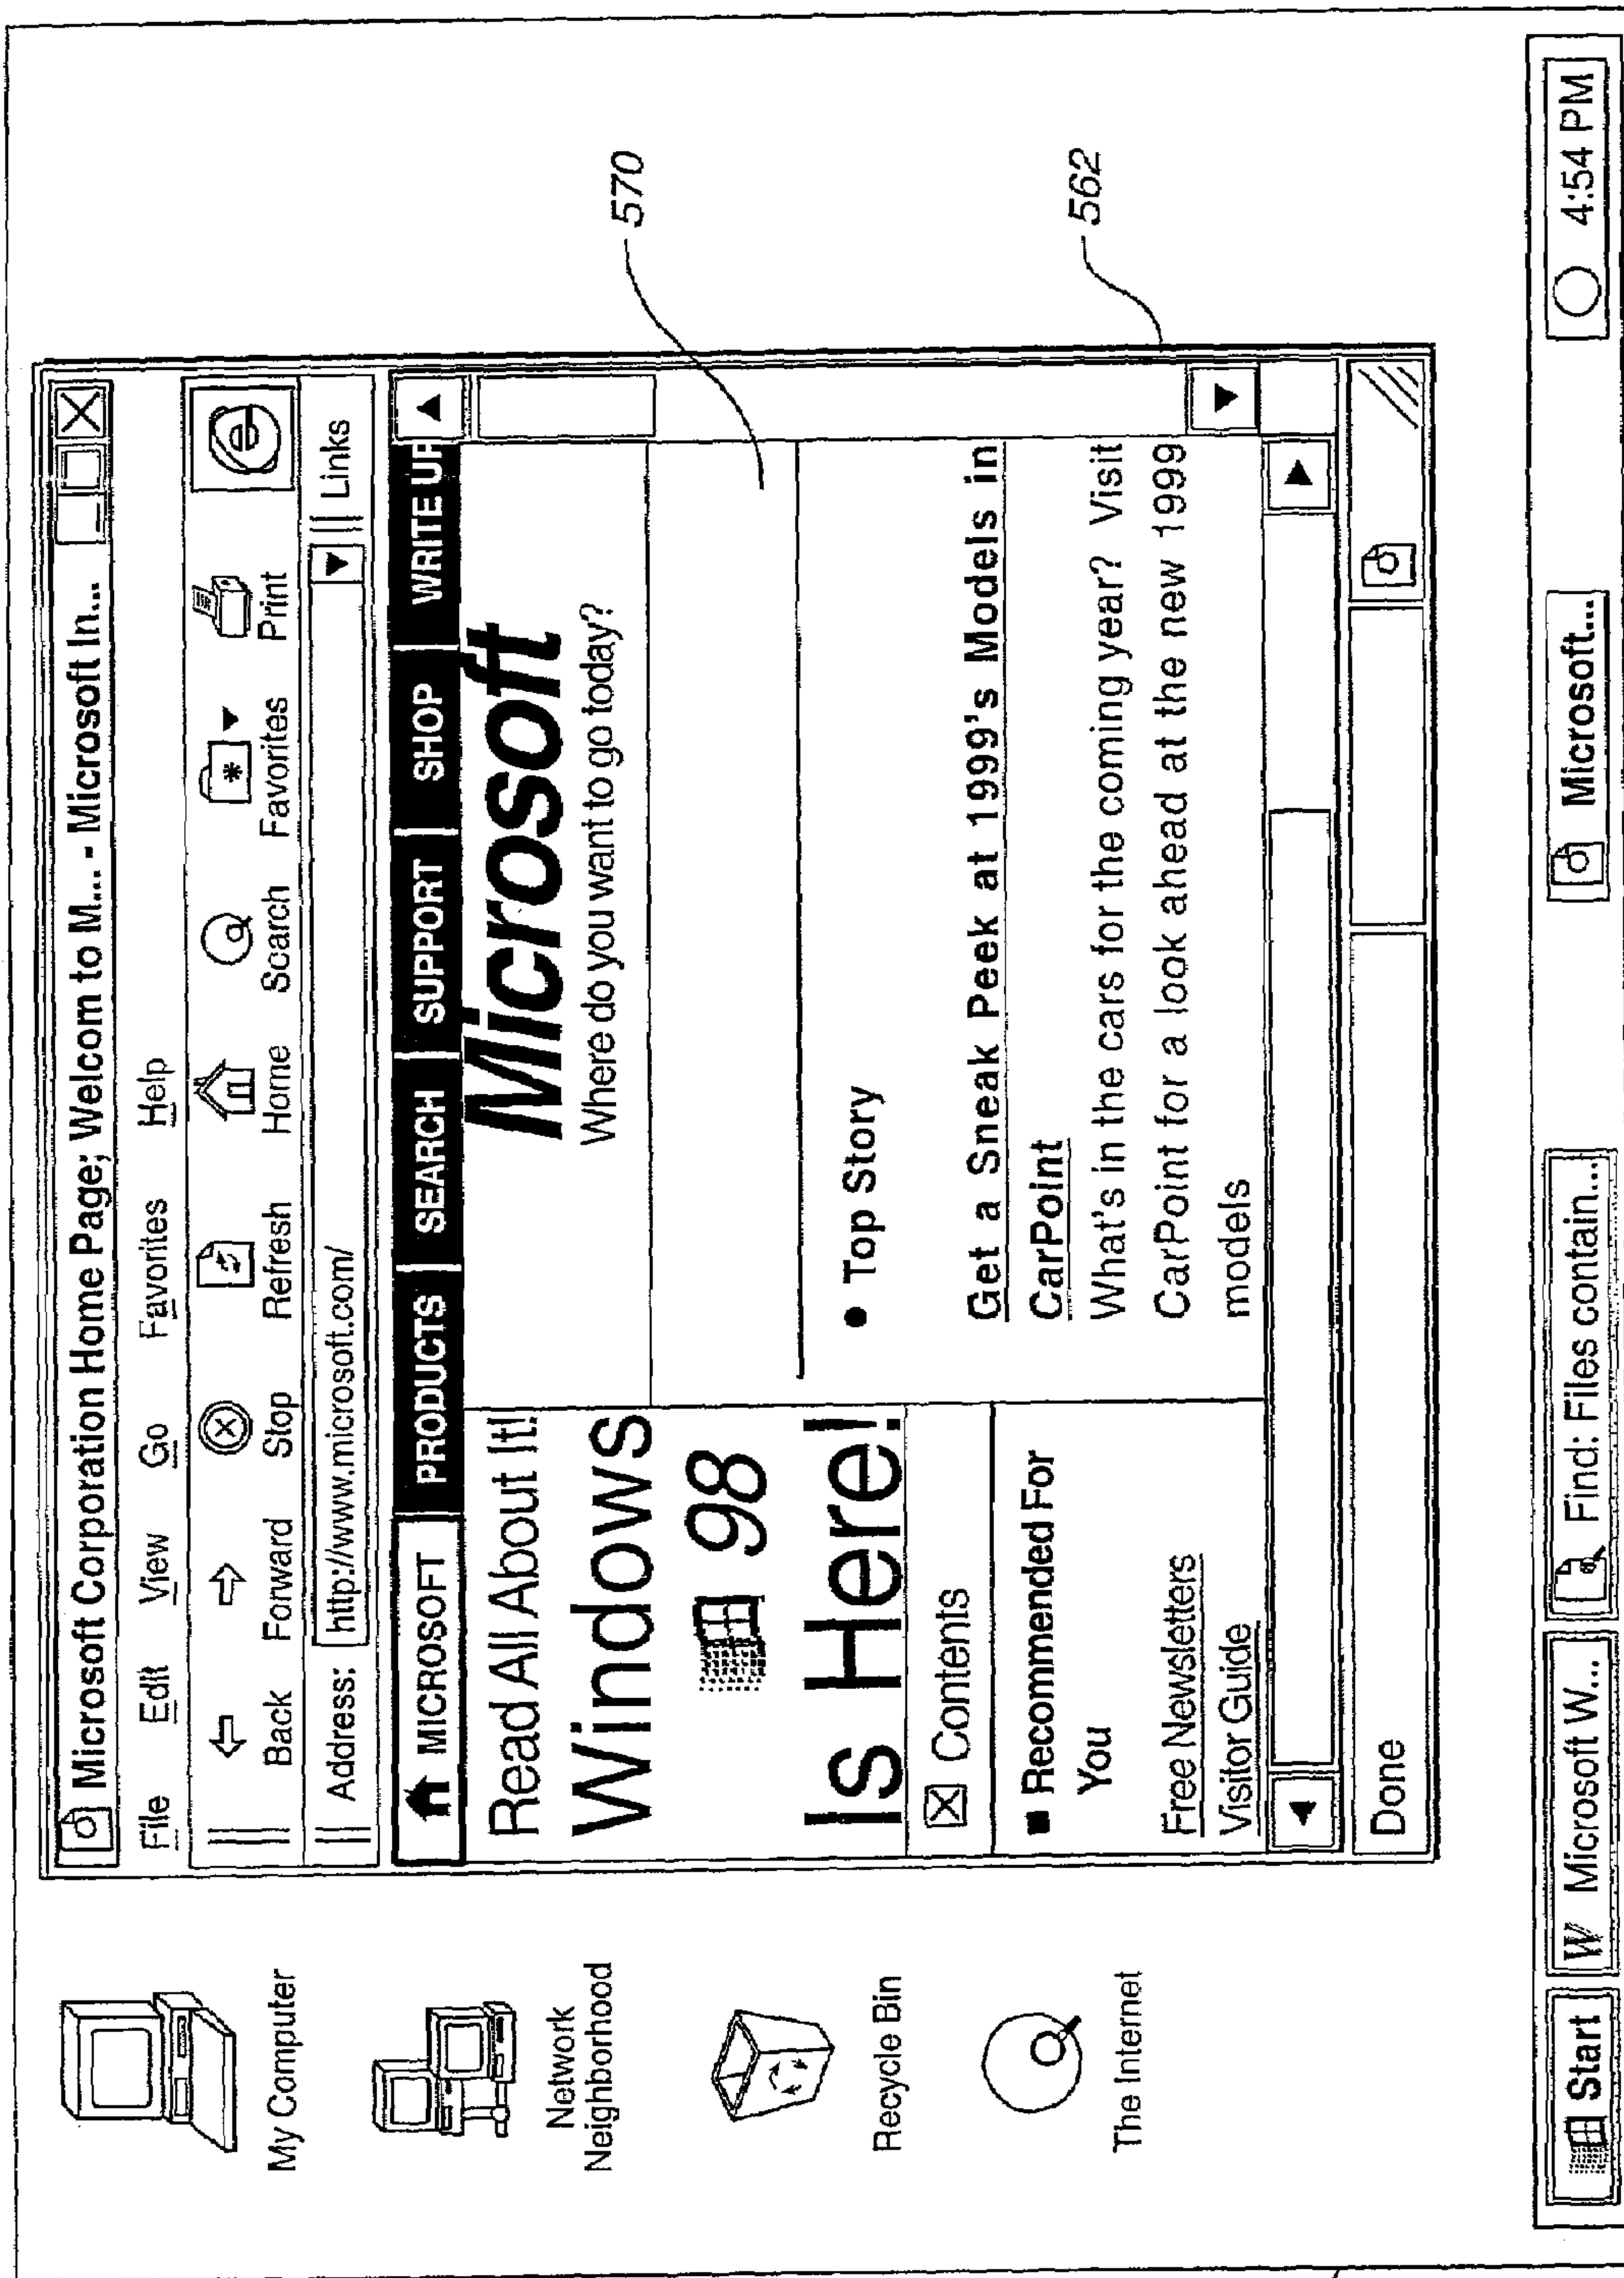 Microsoft Corporation Home Page; Welcom to M... - Microsoft In...
File Edit View Go Favorites Help
Back Forward Stop Refresh Home Scarch Favorites Print
Address: http://www.microsoft.com/ Links
MICROSOFT PRODUCTS SEARCH SUPPORT SHOP WRITE UP
Read All About It!
Windows
98
Is Here!
Contents
Recommended For
You
Free Newsletters
Visitor Guide
Microsoft
Where do you want to go today?
• Top Story
Get a Sneak Peek at 1999's Models in
CarPoint
What's in the cars for the coming year? Visit
CarPoint for a look ahead at the new 1999
models
Done
My Computer
Network
Neighborhood
Recycle Bin
The Internet
570
562
Start W Microsoft W... Find: Files contain... Microsoft... 4:54 PM